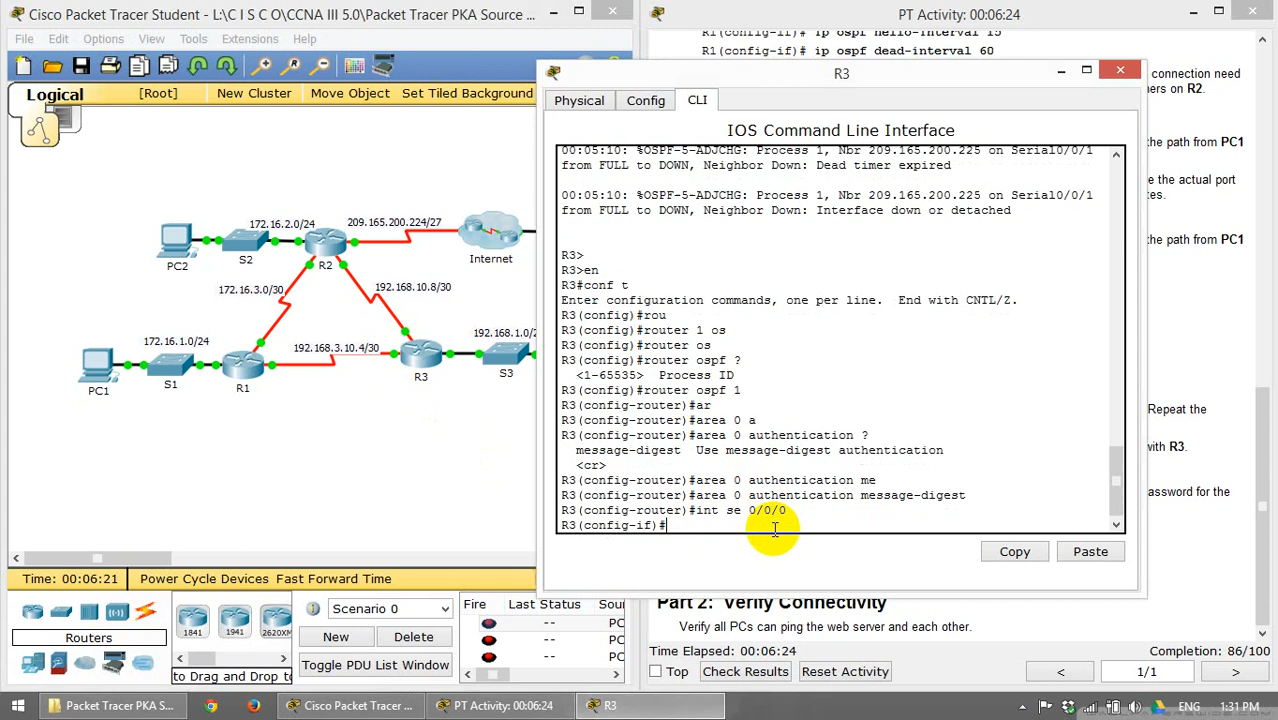 Cisco Packet Tracer Student - L:\C I S C O\CCNA III 5.0\Packet Tracer PKA Source ...
File Edit Options View Tools Extensions Help
Logical [Root] New Cluster Move Object Set Tiled Background
172.16.2.0/24
209.165.200.224/27
PC2
S2
R2
Internet
172.16.3.0/30
192.168.10.8/30
172.16.1.0/24
192.168.3.10.4/30
192.168.1.0/2
PC1
S1
R1
R3
S3
Time: 00:06:21 Power Cycle Devices Fast Forward Time
Routers
1841
1941
2620XM
to Drag and Drop to
Scenario 0
New Delete
Toggle PDU List Window
Fire Last Status Sou
-- PC
-- PC
-- PC
PT Activity: 00:06:24
R1(config-if)# ip ospf hello-interval 15
R1(config-if)# ip ospf dead-interval 60
connection need
ners on R2.
the path from PC1
e the actual port
tes.
the path from PC1
Repeat the
with R3.
assword for the
Part 2: Verify Connectivity
Verify all PCs can ping the web server and each other.
Time Elapsed: 00:06:24 Completion: 86/100
Top Check Results Reset Activity < 1/1 >
R3
Physical Config CLI
IOS Command Line Interface
00:05:10: %OSPF-5-ADJCHG: Process 1, Nbr 209.165.200.225 on Serial0/0/1
from FULL to DOWN, Neighbor Down: Dead timer expired
00:05:10: %OSPF-5-ADJCHG: Process 1, Nbr 209.165.200.225 on Serial0/0/1
from FULL to DOWN, Neighbor Down: Interface down or detached
R3>
R3>en
R3#conf t
Enter configuration commands, one per line. End with CNTL/Z.
R3(config)#rou
R3(config)#router 1 os
R3(config)#router os
R3(config)#router ospf ?
<1-65535> Process ID
R3(config)#router ospf 1
R3(config-router)#ar
R3(config-router)#area 0 a
R3(config-router)#area 0 authentication ?
message-digest Use message-digest authentication
<cr>
R3(config-router)#area 0 authentication me
R3(config-router)#area 0 authentication message-digest
R3(config-router)#int se 0/0/0
R3(config-if)#
Copy Paste
Packet Tracer PKA S...
Cisco Packet Tracer ...
PT Activity: 00:06:24
R3
ENG 1:31 PM